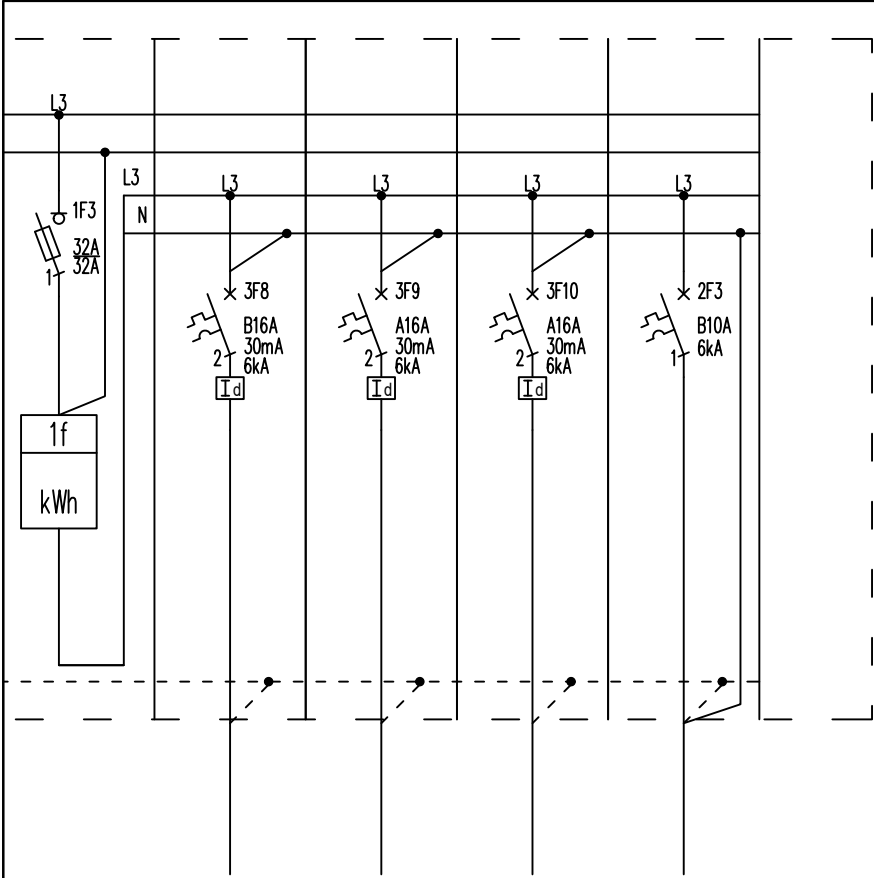 L3
1F3
32A
32A
1
1f
kWh
L3
N
L3
3F8
B16A
30mA
6kA
2
Id
L3
3F9
A16A
30mA
6kA
2
Id
L3
3F10
A16A
30mA
6kA
2
Id
L3
2F3
B10A
6kA
1